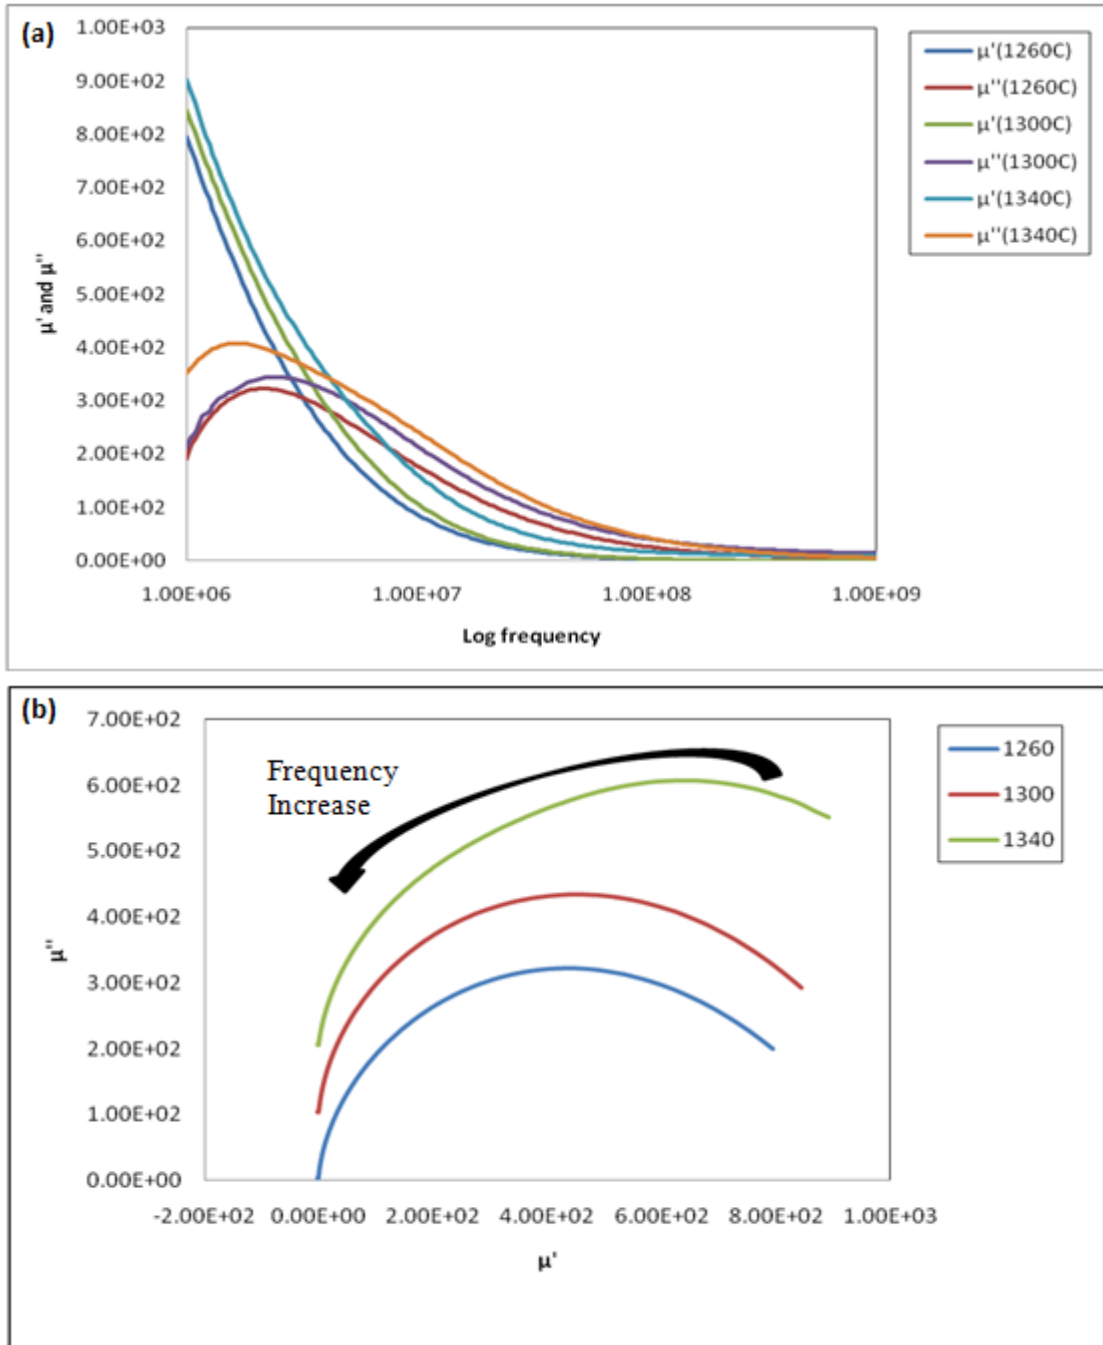 (a)
1.00E+03
9.00E+02
8.00E+02
7.00E+02
6.00E+02
5.00E+02
4.00E+02
3.00E+02
2.00E+02
1.00E+02
0.00E+00
μ' and μ''
1.00E+06 1.00E+07 1.00E+08 1.00E+09
Log frequency
μ'(1260C)
μ''(1260C)
μ'(1300C)
μ''(1300C)
μ'(1340C)
μ''(1340C)
(b)
7.00E+02
6.00E+02
5.00E+02
4.00E+02
3.00E+02
2.00E+02
1.00E+02
0.00E+00
μ''
Frequency
Increase
-2.00E+02 0.00E+00 2.00E+02 4.00E+02 6.00E+02 8.00E+02 1.00E+03
μ'
1260
1300
1340